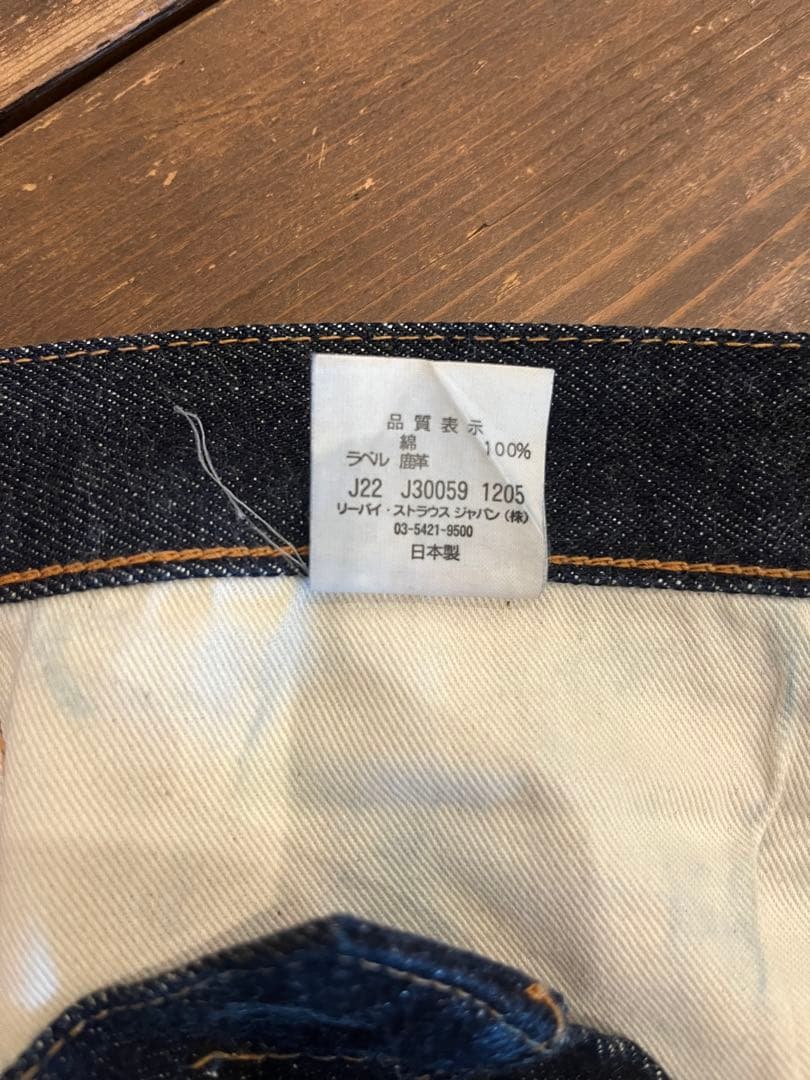 品質表示
綿 100%
ラベル 鹿革
J22 J30059 1205
リーバイ・ストラウス ジャパン(株)
03-5421-9500
日本製